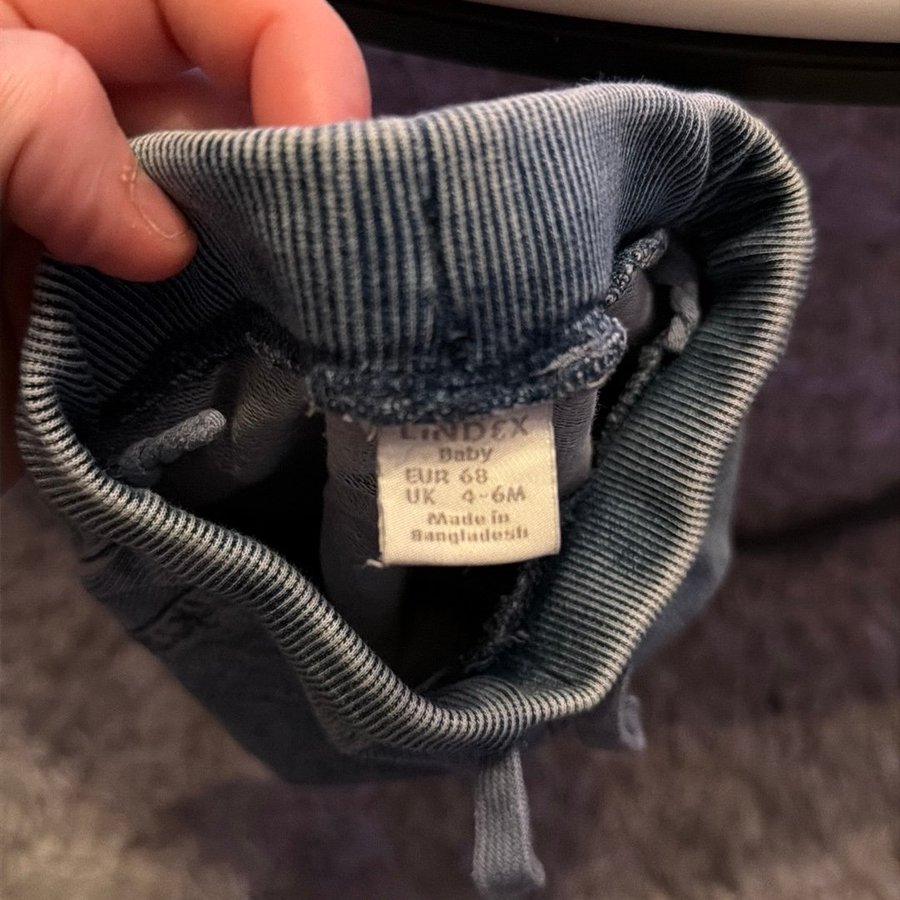 LINDEX
Baby
EUR 68
UK 4-6M
Made in
Bangladesh